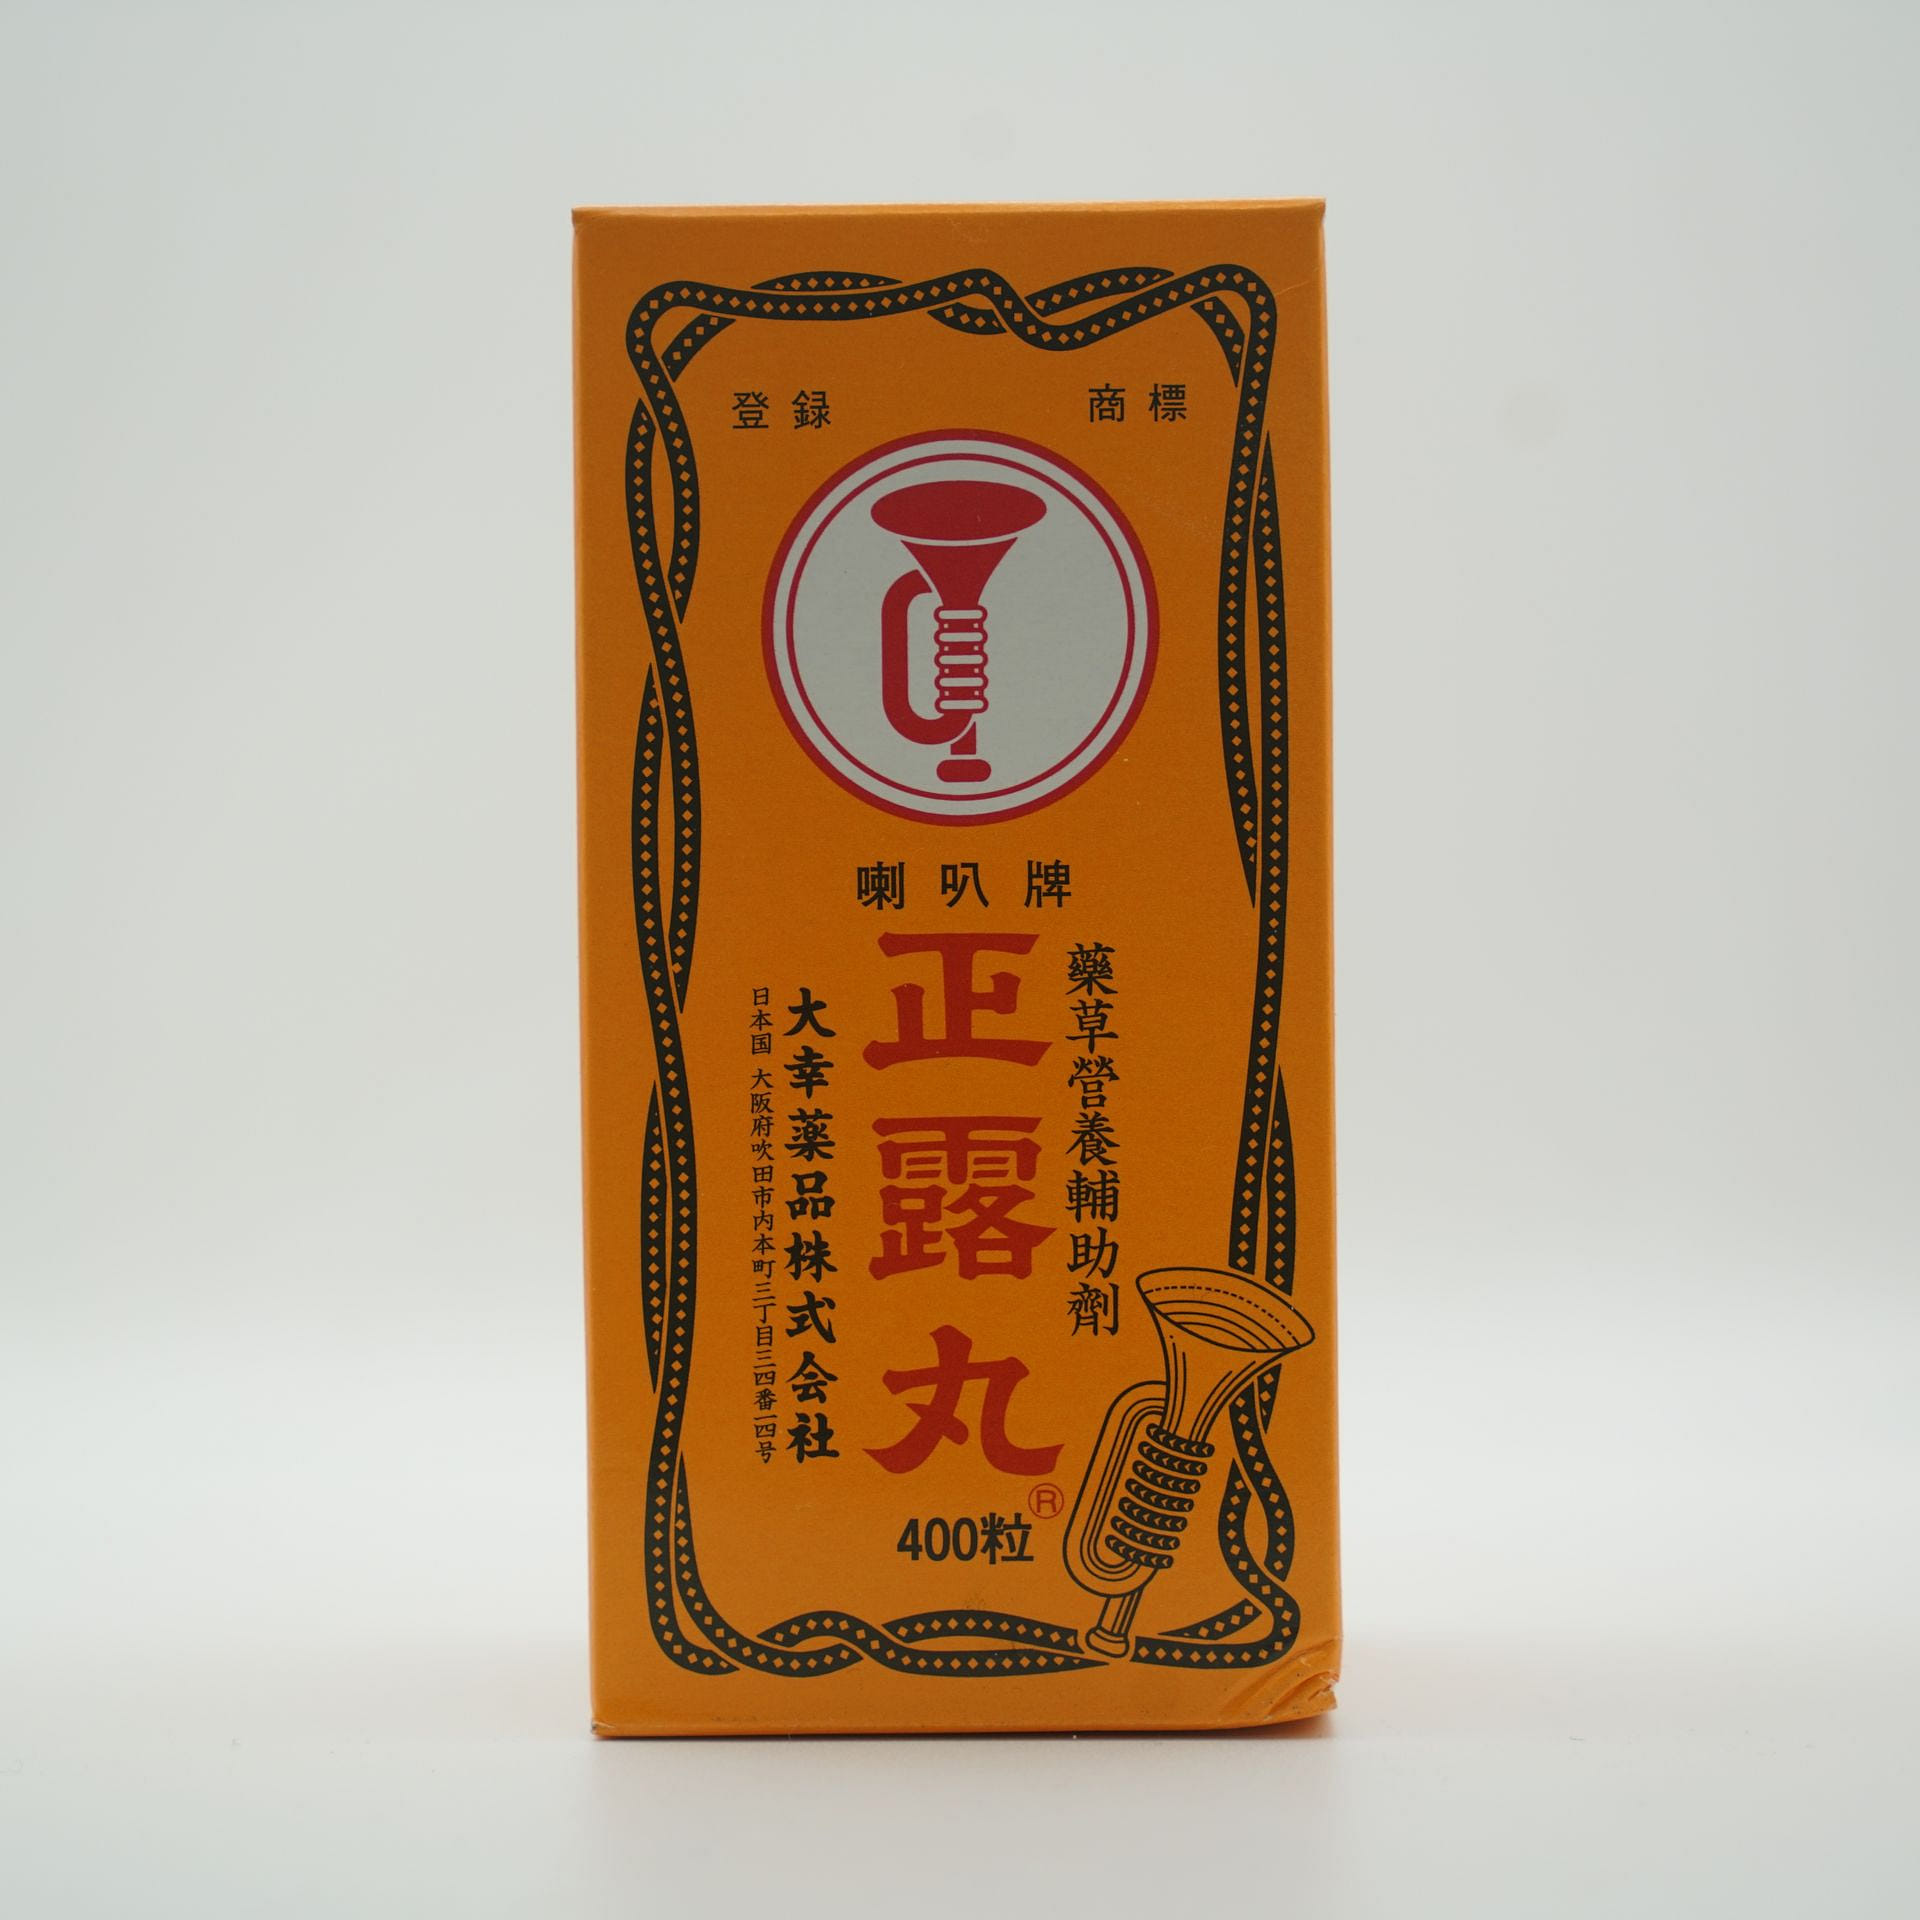 登録 商標
喇叭牌
藥草營養輔助劑
正露丸®
大幸薬品株式会社
日本国 大阪府吹田市内本町三丁目三四番一四号
400粒